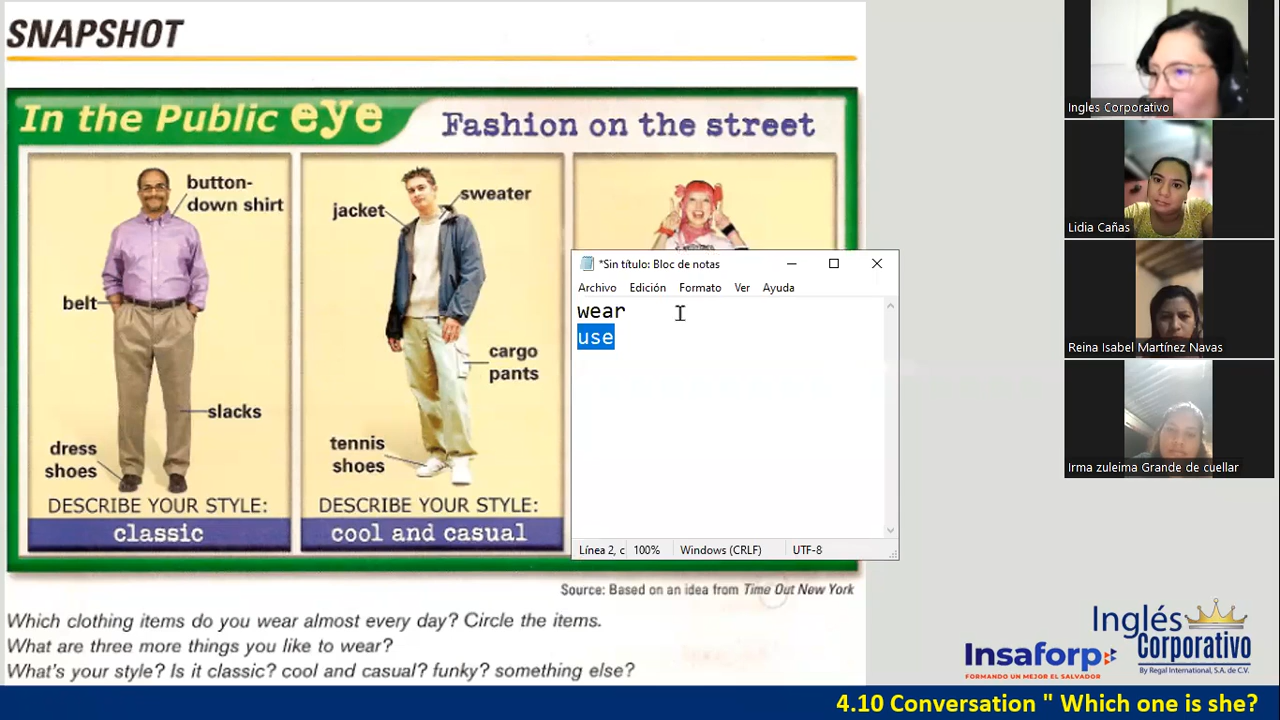 SNAPSHOT
In the Public eye
Fashion on the street
button-
down shirt
belt
slacks
dress
shoes
DESCRIBE YOUR STYLE:
classic
sweater
jacket
cargo
pants
tennis
shoes
DESCRIBE YOUR STYLE:
cool and casual
*Sin título: Bloc de notas
Archivo Edición Formato Ver Ayuda
wear
use
Línea 2, c 100% Windows (CRLF) UTF-8
Source: Based on an idea from Time Out New York
Which clothing items do you wear almost every day? Circle the items.
What are three more things you like to wear?
What's your style? Is it classic? cool and casual? funky? something else?
Ingles Corporativo
Lidia Cañas
Reina Isabel Martínez Navas
Irma zuleima Grande de cuellar
Insaforp
FORMANDO UN MEJOR EL SALVADOR
Inglés
Corporativo
By Regal International, S.A. de C.V.
4.10 Conversation " Which one is she?